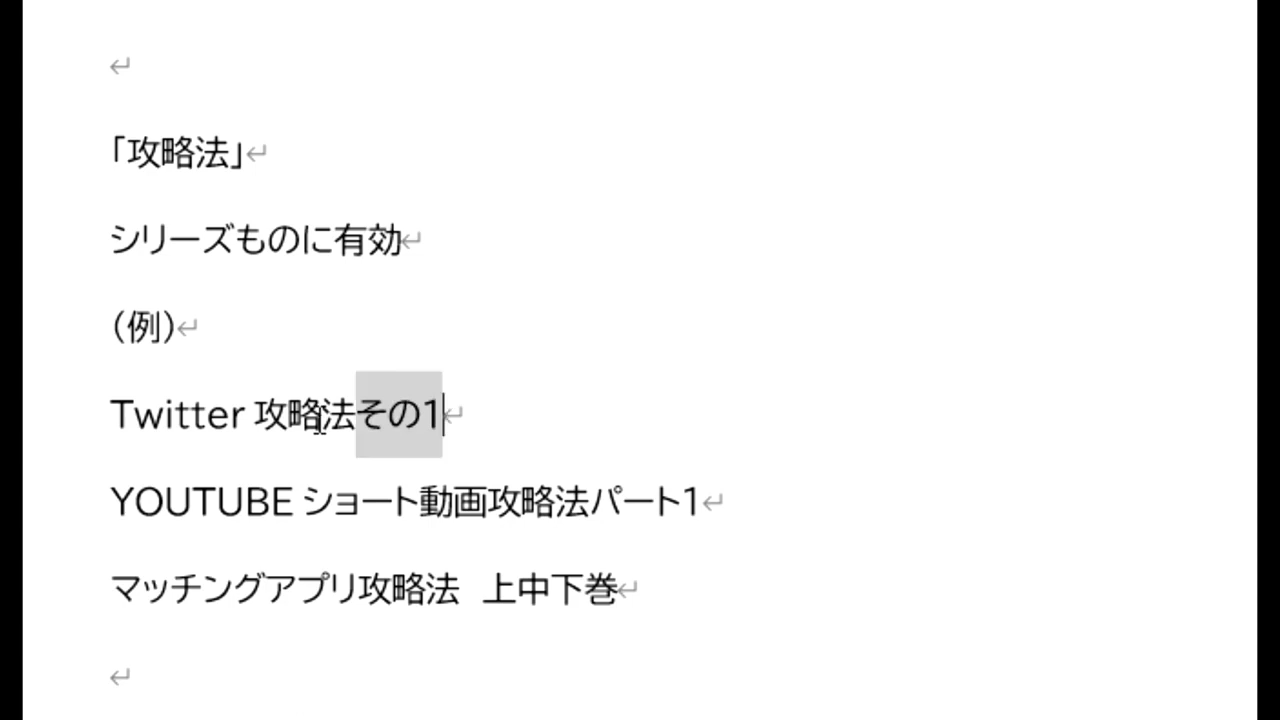 「攻略法」
シリーズものに有効
（例）
Twitter 攻略法その1
YOUTUBE ショート動画攻略法パート1
マッチングアプリ攻略法　上中下巻